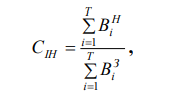 C_{IH} = \frac{\sum_{i=1}^{T} B_i^H}{\sum_{i=1}^{T} B_i^3},